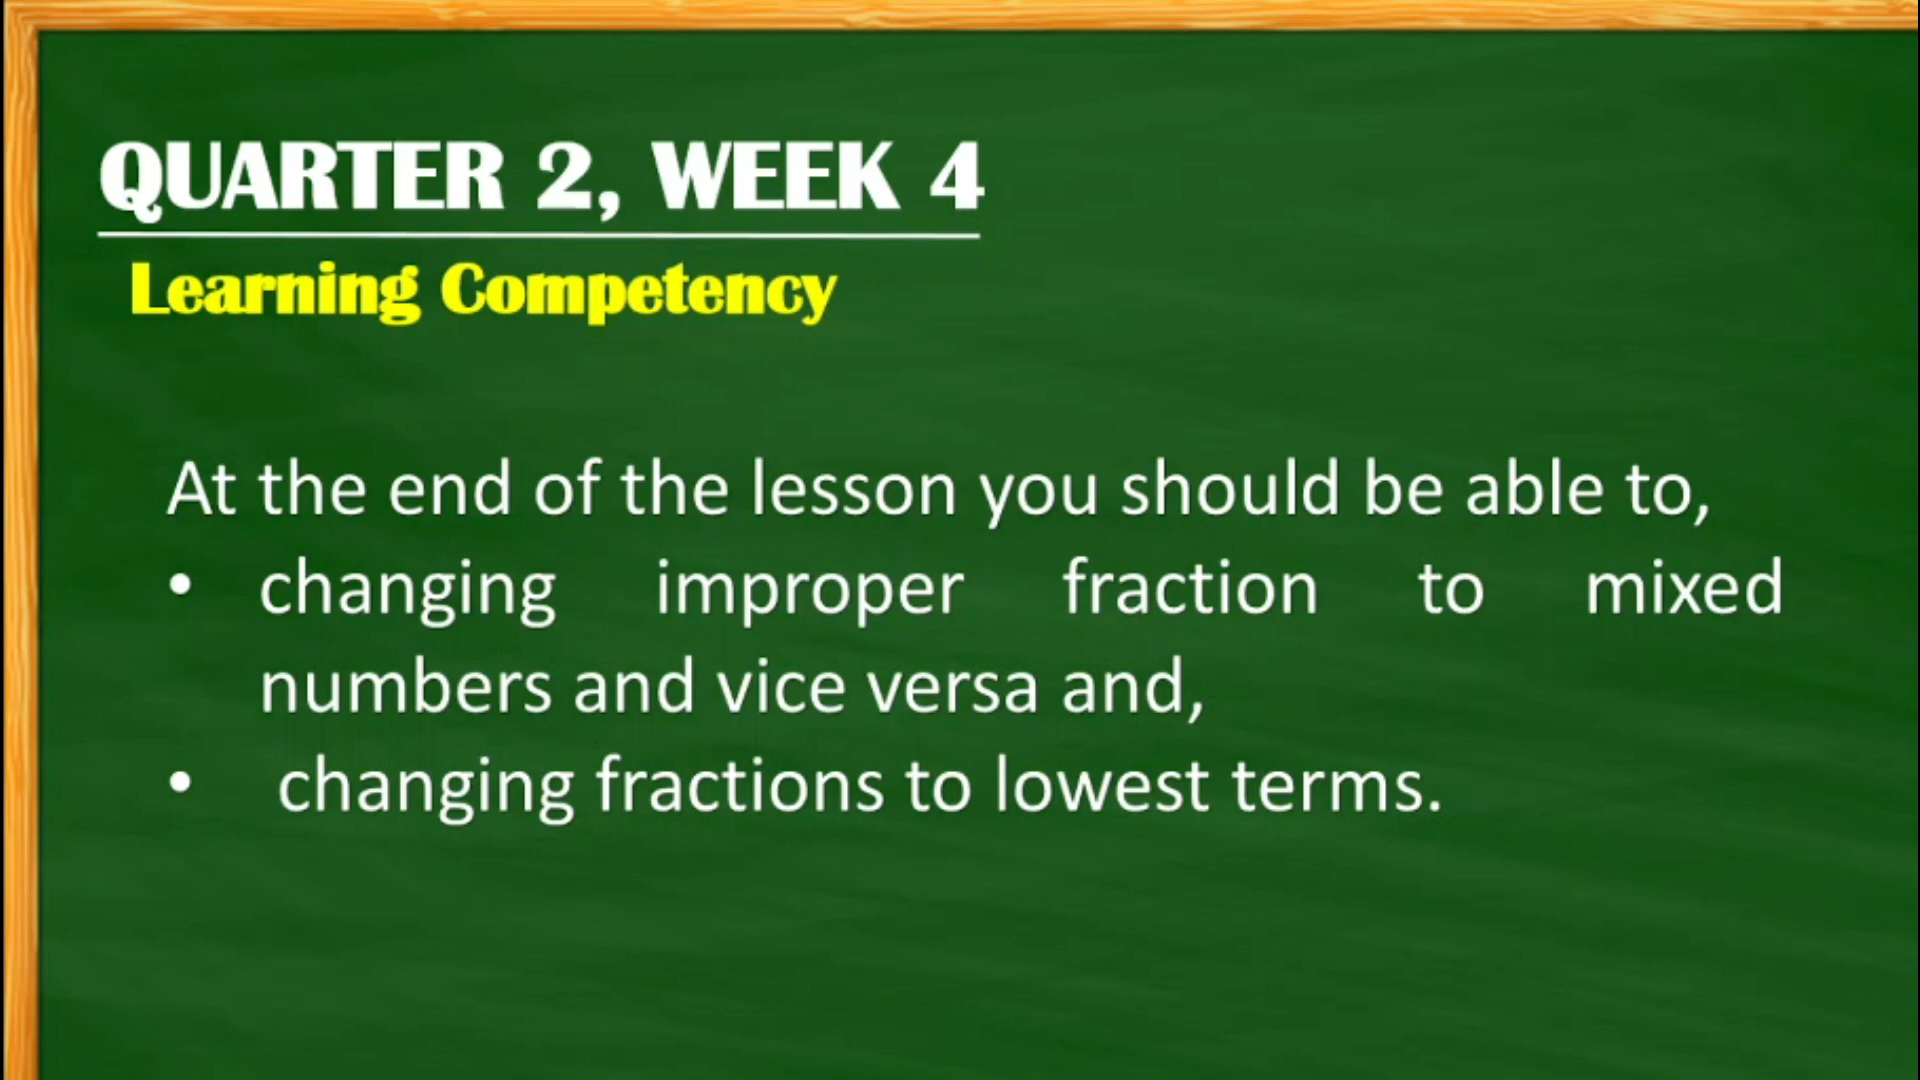 QUARTER 2, WEEK 4
Learning Competency
At the end of the lesson you should be able to,
• changing improper fraction to mixed
numbers and vice versa and,
• changing fractions to lowest terms.